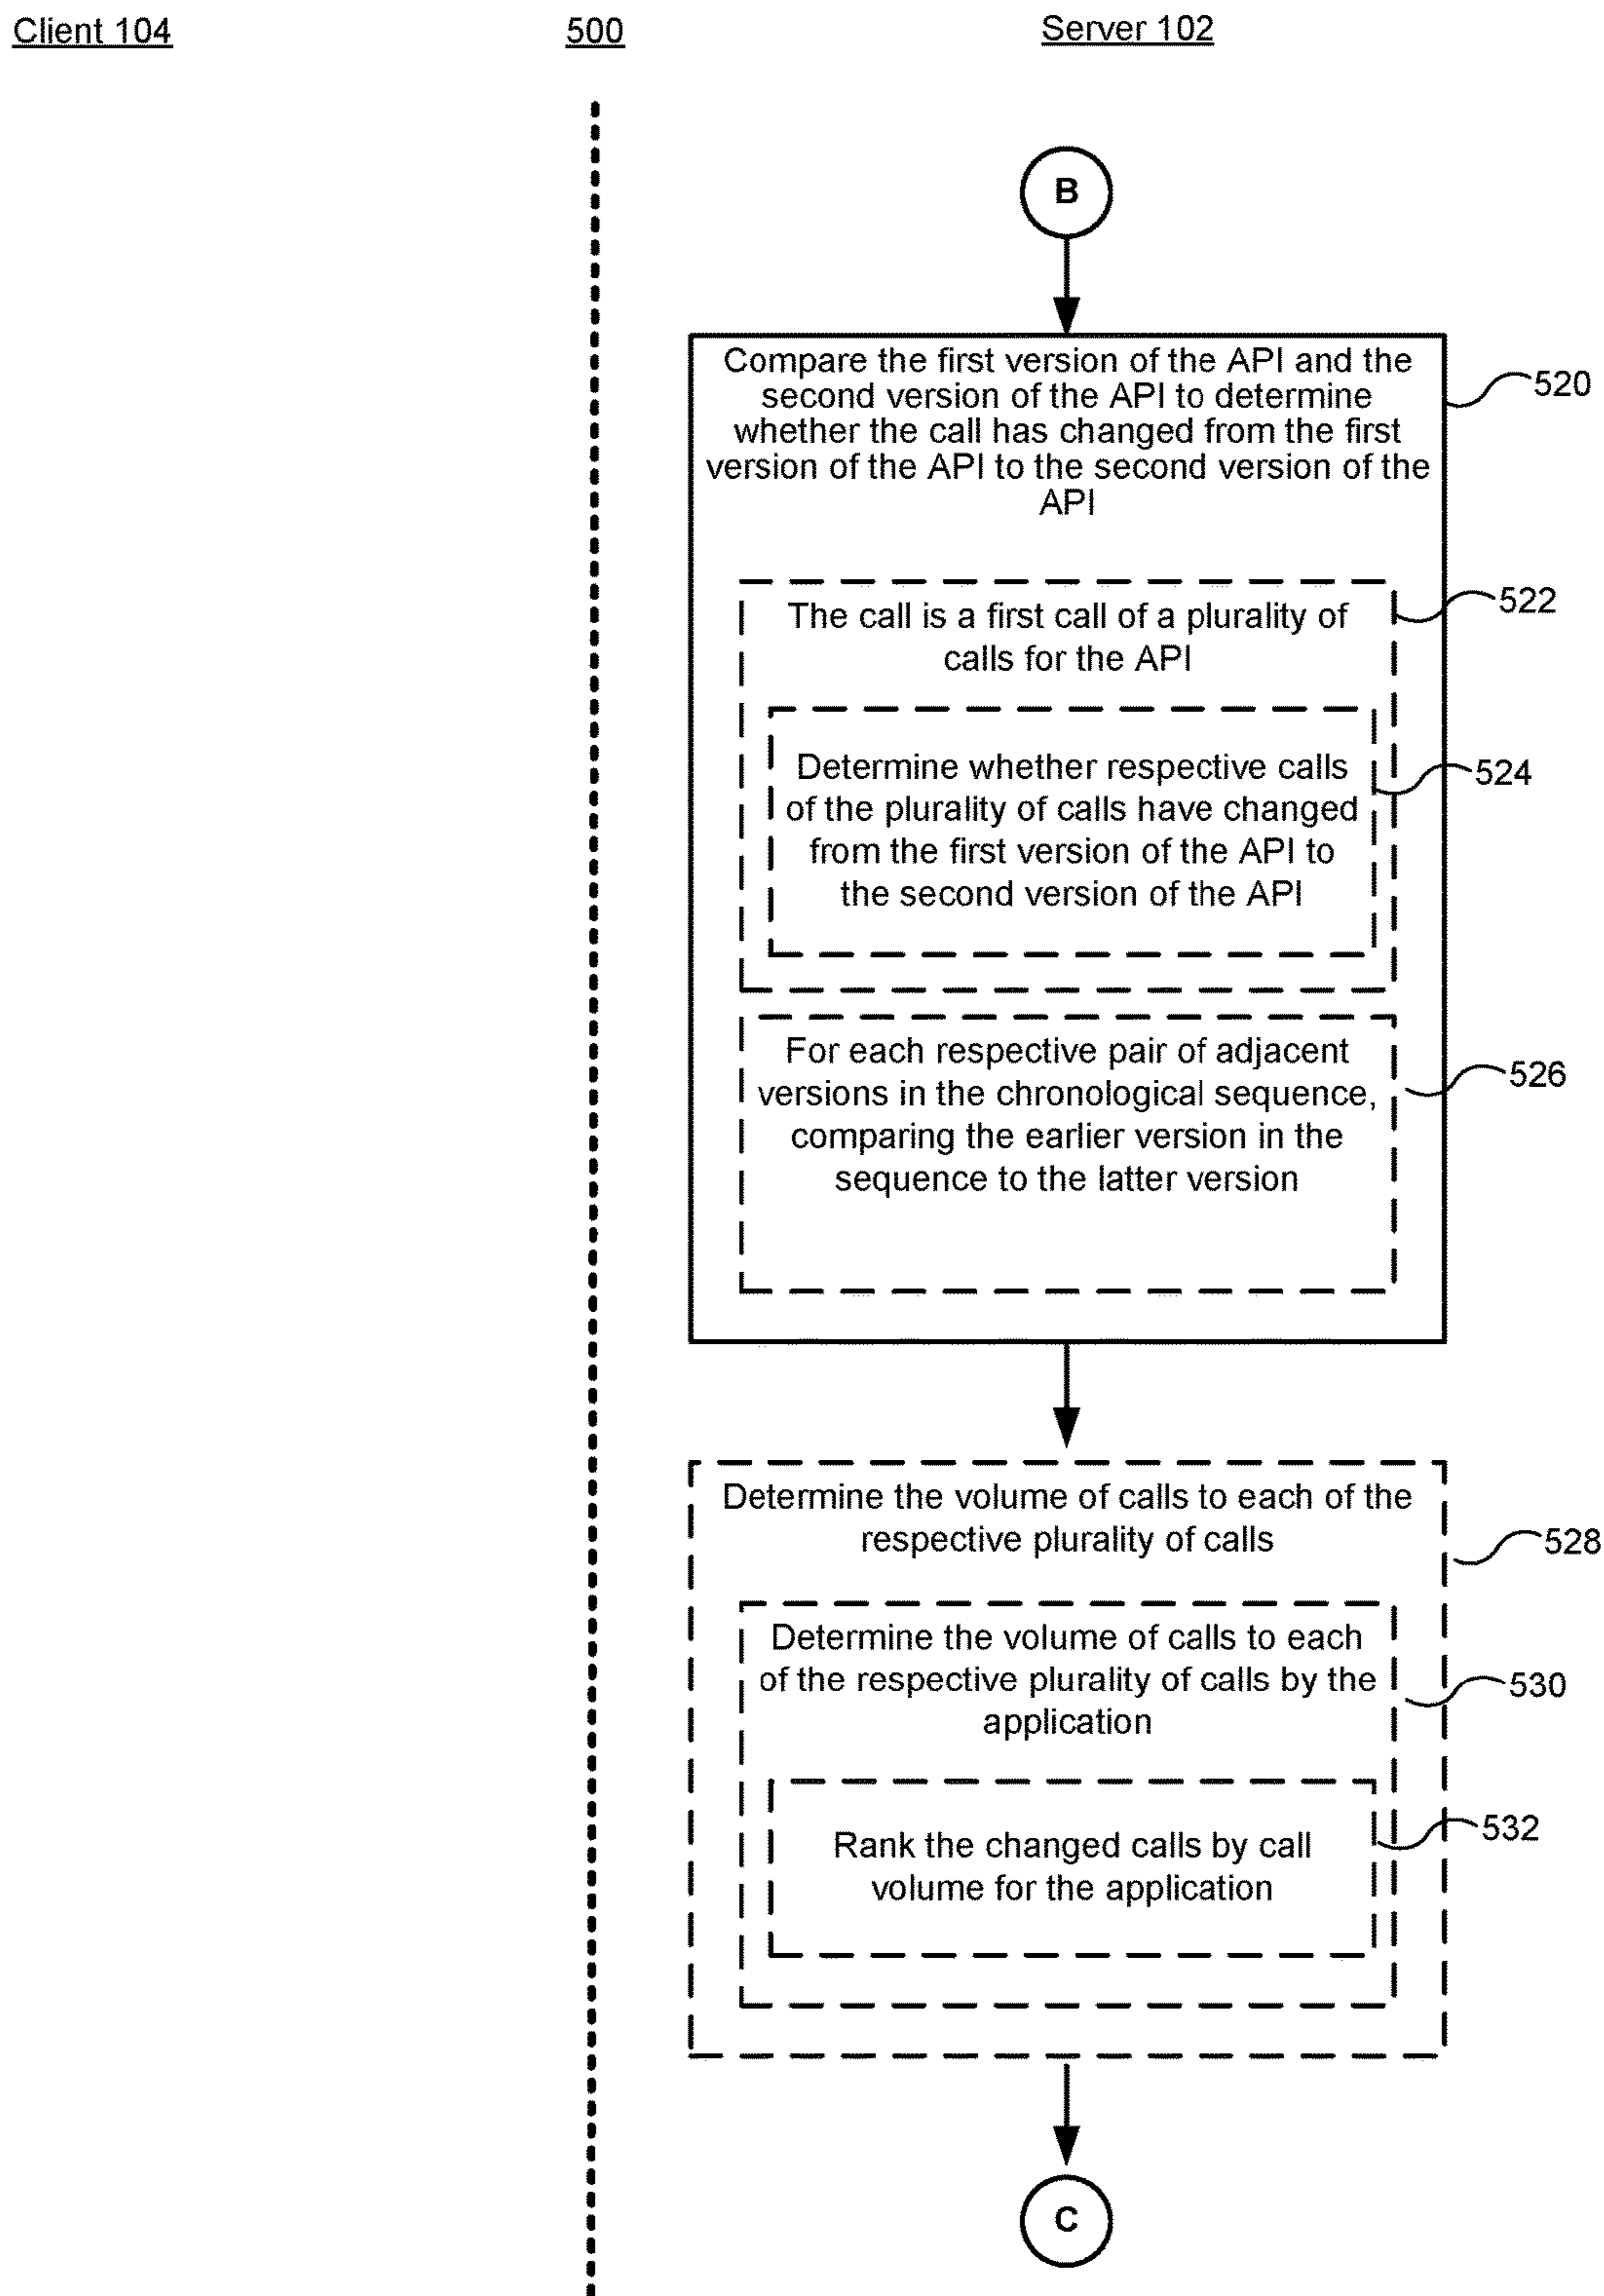 Client 104
500
Server 102
B
Compare the first version of the API and the
second version of the API to determine
whether the call has changed from the first
version of the API to the second version of the
API
520
The call is a first call of a plurality of
calls for the API
522
Determine whether respective calls
of the plurality of calls have changed
from the first version of the API to
the second version of the API
524
For each respective pair of adjacent
versions in the chronological sequence,
comparing the earlier version in the
sequence to the latter version
526
Determine the volume of calls to each of the
respective plurality of calls
528
Determine the volume of calls to each
of the respective plurality of calls by the
application
530
Rank the changed calls by call
volume for the application
532
C